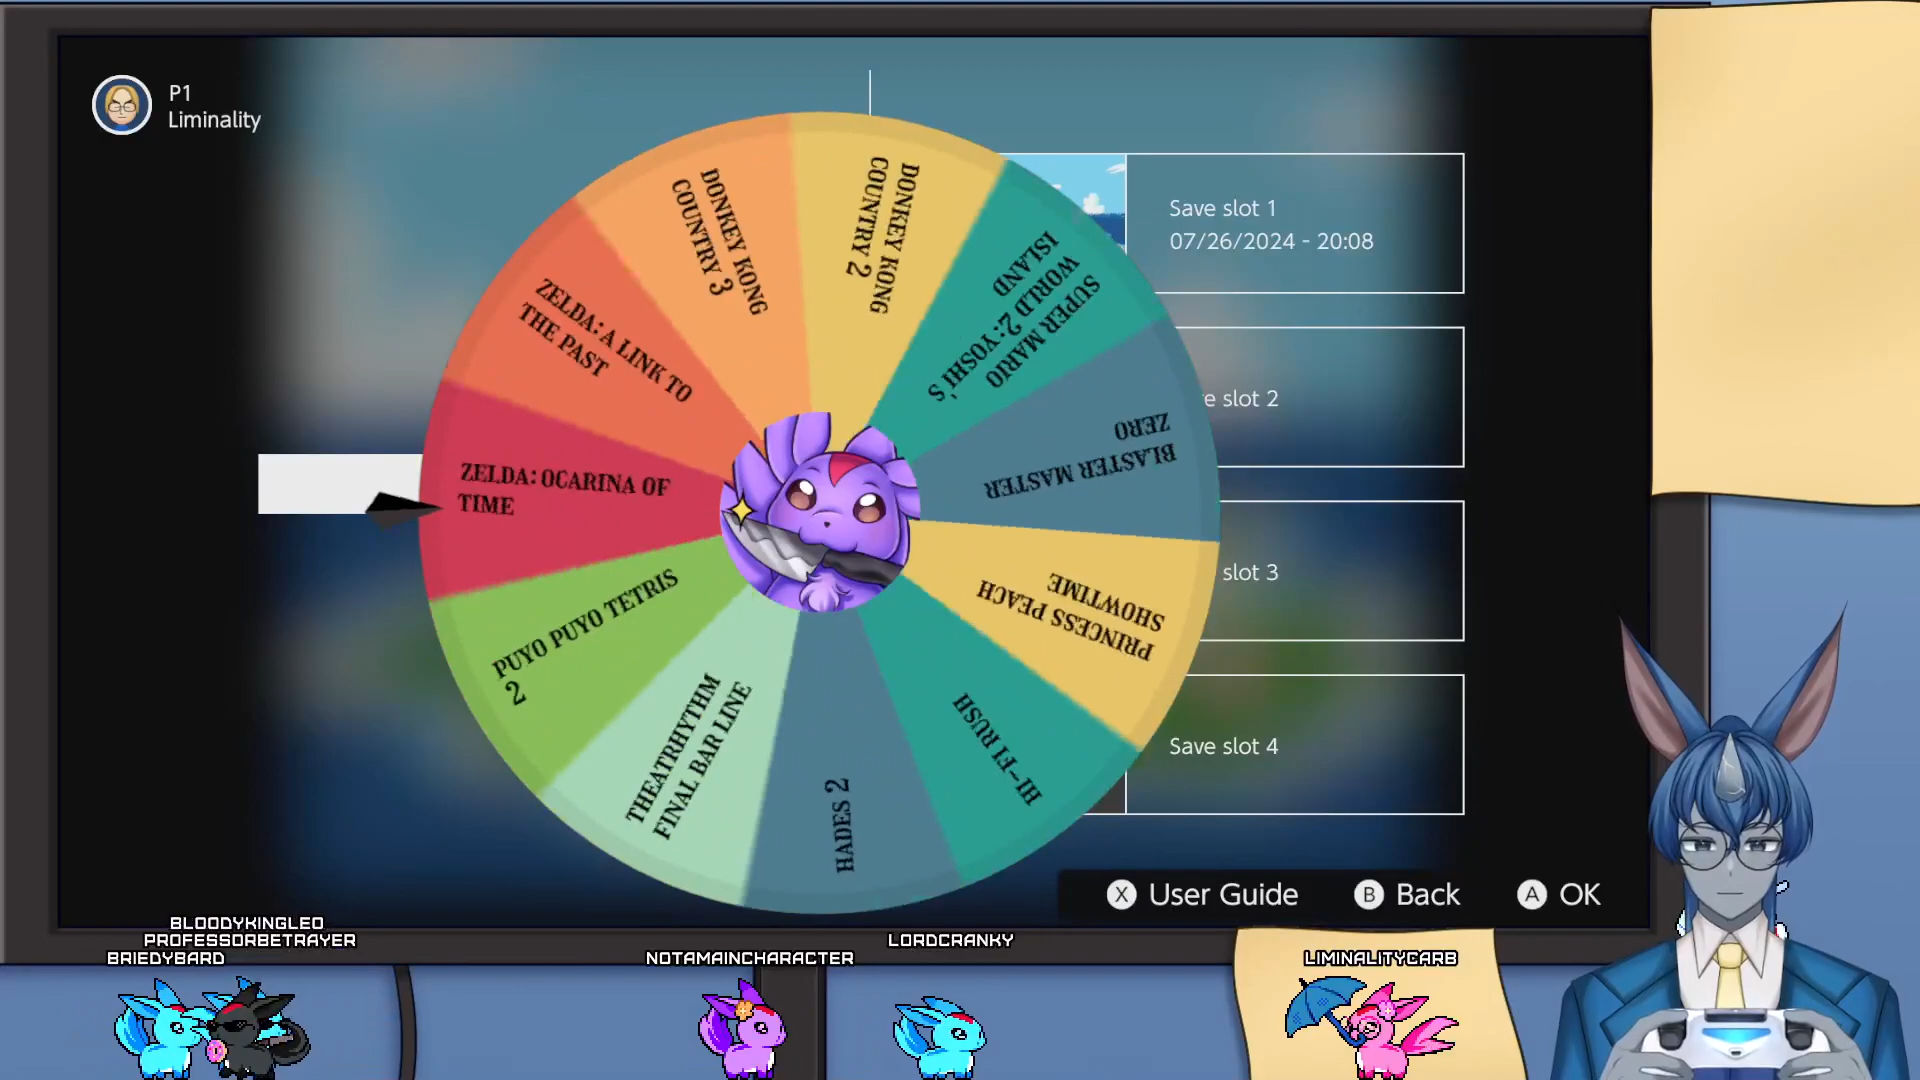 P1
Liminality
DONKEY KONG
COUNTRY 3
DONKEY KONG
COUNTRY 2
SUPER MARIO
WORLD 2: YOSHI'S
ISLAND
BLASTER MASTER
ZERO
PRINCESS PEACH
SHOWTIME
HI-FI RUSH
HADES 2
THEATRHYTHM
FINAL BAR LINE
PUYO PUYO TETRIS
2
ZELDA: OCARINA OF
TIME
ZELDA: A LINK TO
THE PAST
Save slot 1
07/26/2024 - 20:08
e slot 2
slot 3
Save slot 4
X User Guide
B Back
A OK
BLOODYKINGLEO
PROFESSORBETRAYER
BRIEDYBARD
NOTAMAINCHARACTER
LORDCRANKY
LIMINALITYCARB